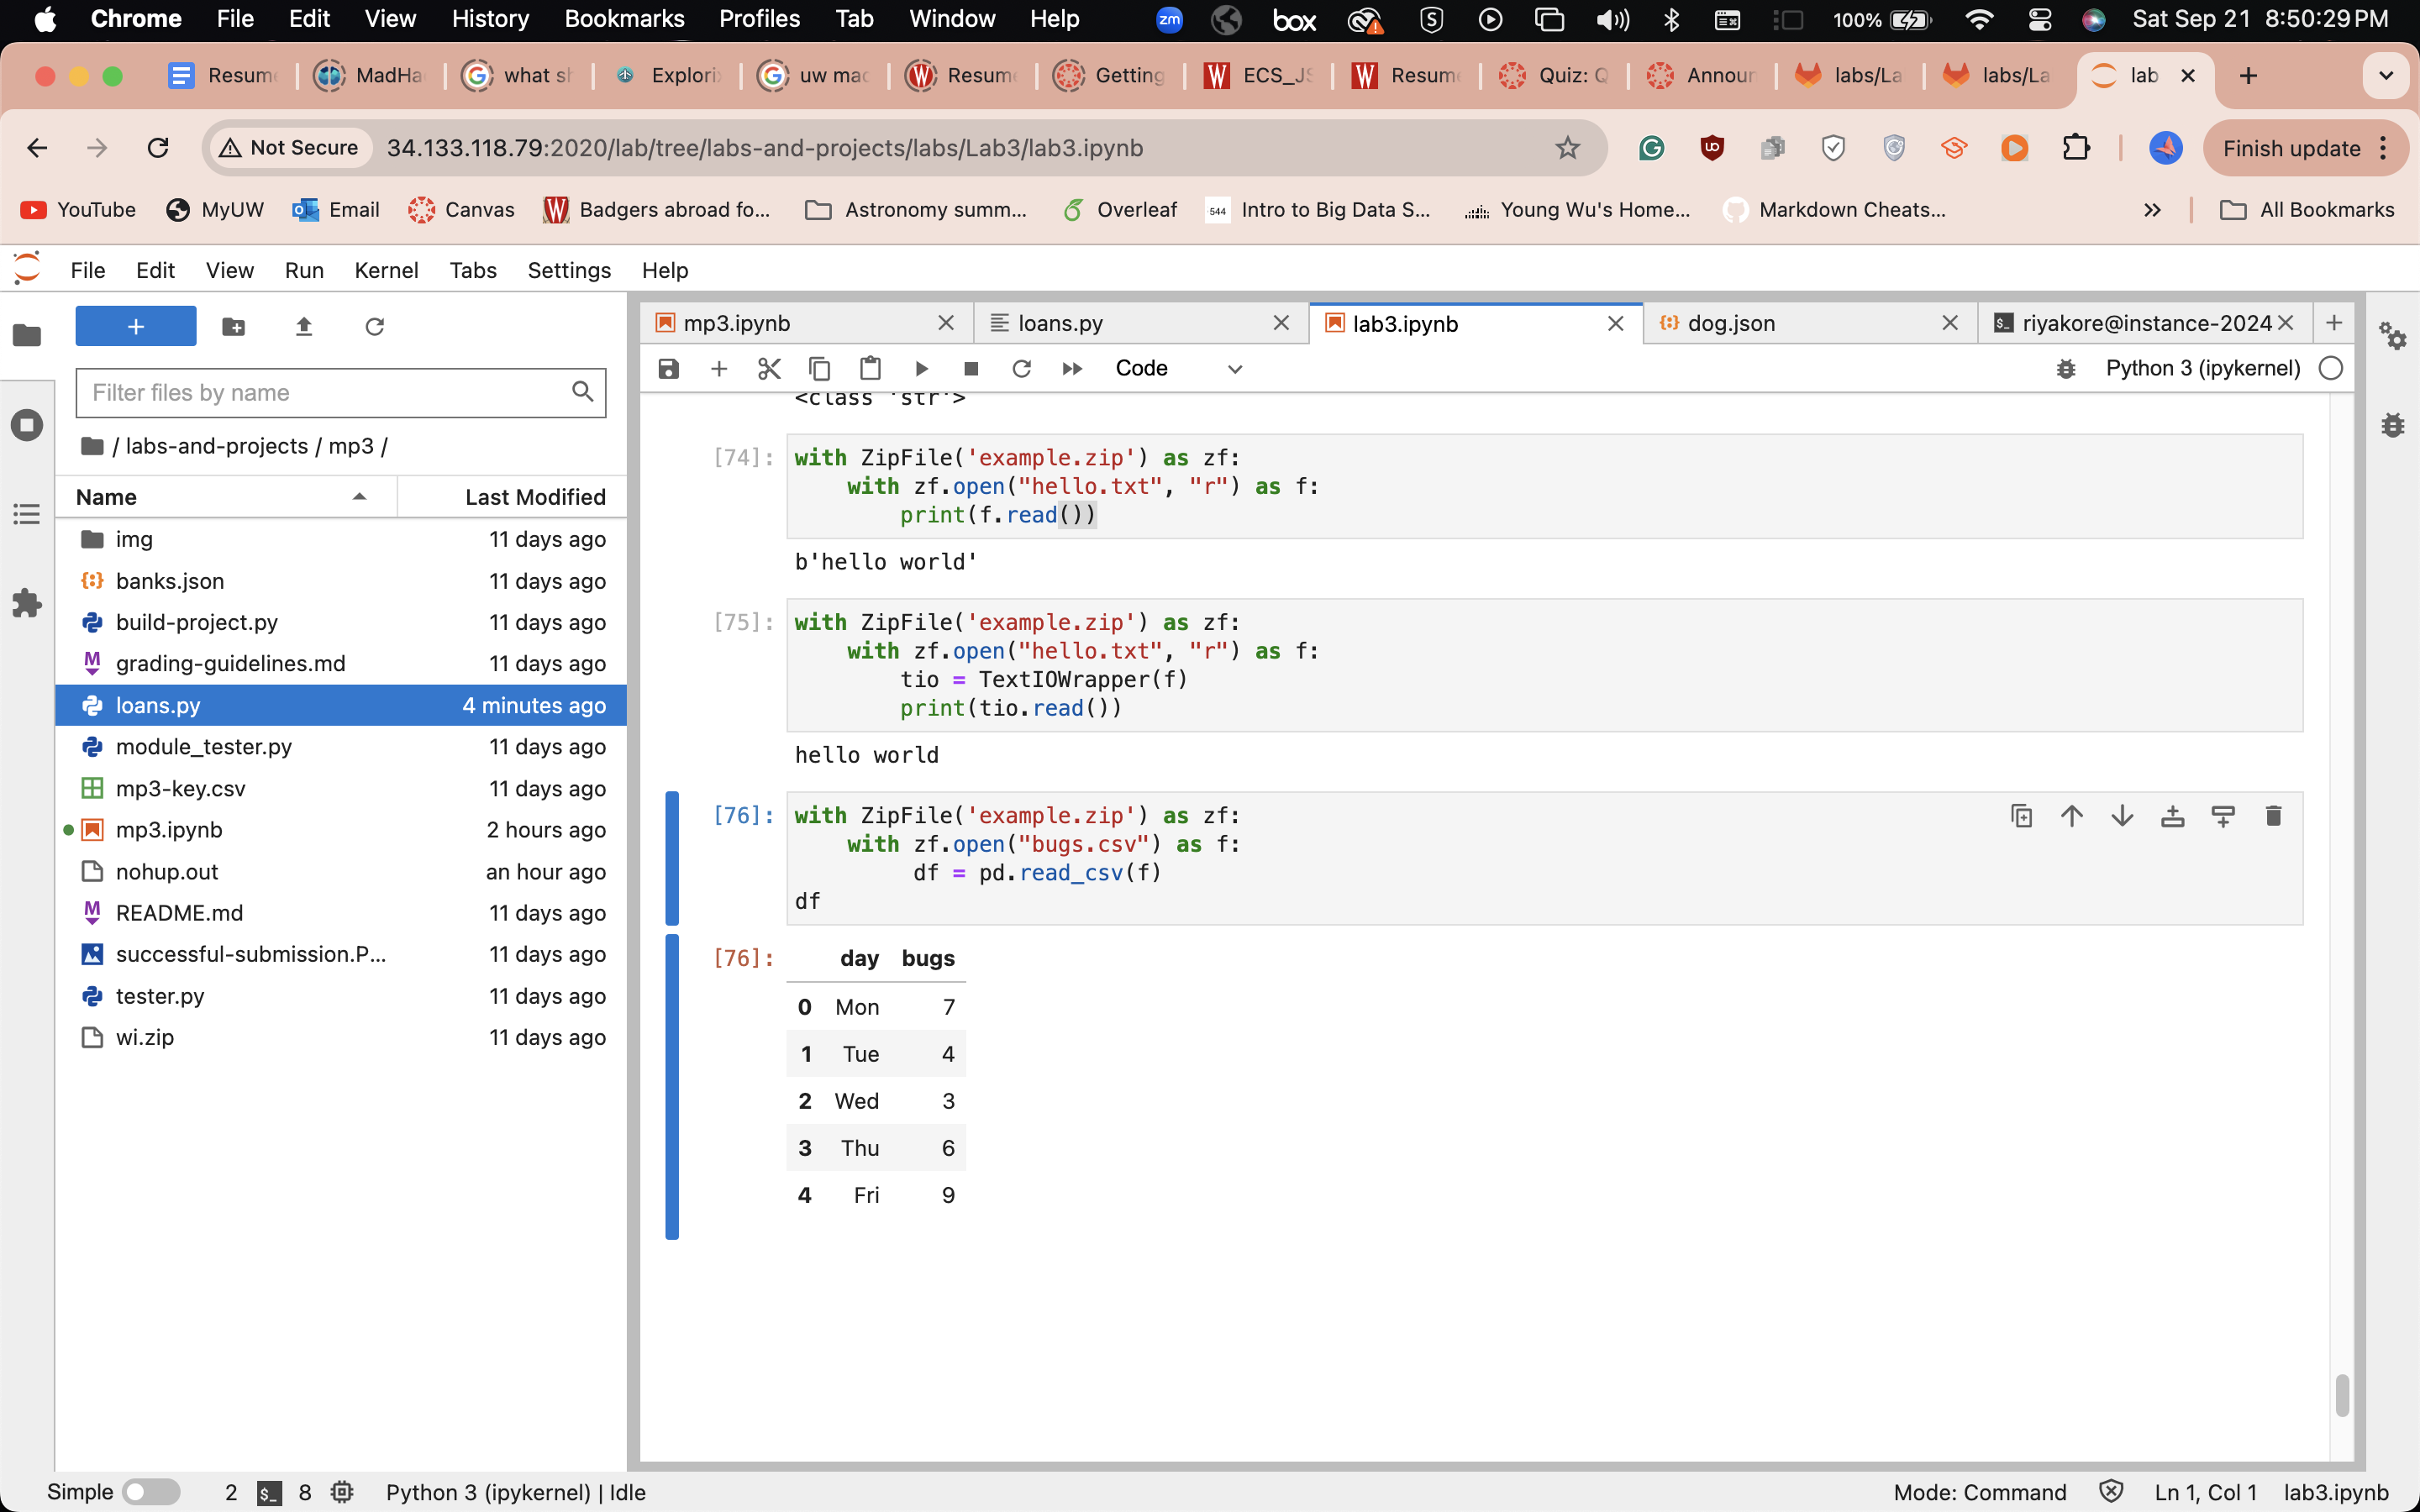 Chrome File Edit View History Bookmarks Profiles Tab Window Help zm box 100% Sat Sep 21 8:50:29 PM
Resum MadHa what sh Explori uw mad Resum Getting ECS_JS Resum Quiz: Q Announ labs/La labs/La lab
Not Secure 34.133.118.79:2020/lab/tree/labs-and-projects/labs/Lab3/lab3.ipynb Finish update
YouTube MyUW Email Canvas Badgers abroad fo... Astronomy summ... Overleaf 544 Intro to Big Data S... Young Wu's Home... Markdown Cheats... All Bookmarks
File Edit View Run Kernel Tabs Settings Help
mp3.ipynb loans.py lab3.ipynb dog.json riyakore@instance-2024
Code Python 3 (ipykernel)
Filter files by name
/ labs-and-projects / mp3 /
Name Last Modified
img 11 days ago
banks.json 11 days ago
build-project.py 11 days ago
grading-guidelines.md 11 days ago
loans.py 4 minutes ago
module_tester.py 11 days ago
mp3-key.csv 11 days ago
mp3.ipynb 2 hours ago
nohup.out an hour ago
README.md 11 days ago
successful-submission.P... 11 days ago
tester.py 11 days ago
wi.zip 11 days ago
<class 'str'>
[74]: with ZipFile('example.zip') as zf:
with zf.open("hello.txt", "r") as f:
print(f.read())
b'hello world'
[75]: with ZipFile('example.zip') as zf:
with zf.open("hello.txt", "r") as f:
tio = TextIOWrapper(f)
print(tio.read())
hello world
[76]: with ZipFile('example.zip') as zf:
with zf.open("bugs.csv") as f:
df = pd.read_csv(f)
df
[76]: day bugs
0 Mon 7
1 Tue 4
2 Wed 3
3 Thu 6
4 Fri 9
Simple 2 $_ 8 Python 3 (ipykernel) | Idle Mode: Command Ln 1, Col 1 lab3.ipynb